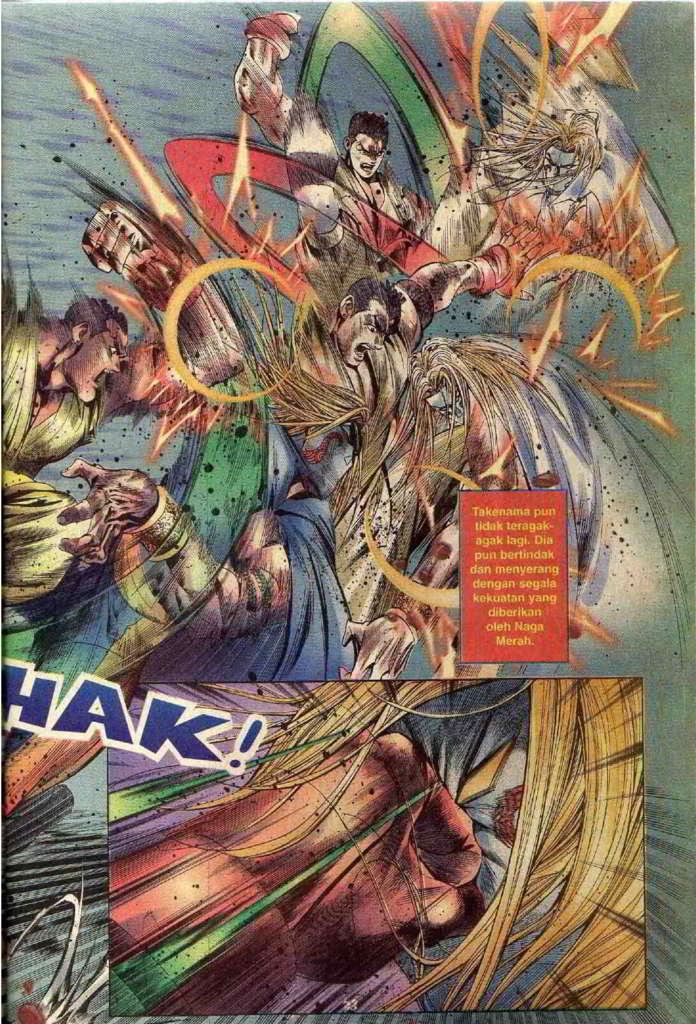 Takenama pun
tidak teragak-
agak lagi. Dia
pun bertindak
dan menyerang
dengan segala
kekuatan yang
diberikan
oleh Naga
Merah.
HAK!
33